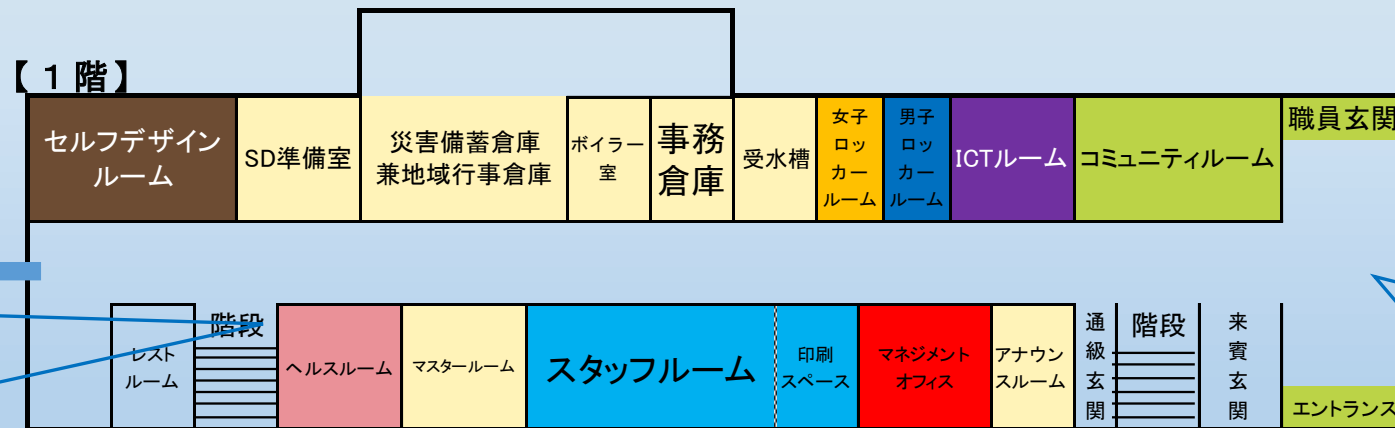 【１階】
セルフデザイン
ルーム
SD準備室
災害備蓄倉庫
兼地域行事倉庫
ボイラー
室
事務
倉庫
受水槽
女子
ロッ
カー
ルーム
男子
ロッ
カー
ルーム
ICTルーム
コミュニティルーム
職員玄関
レスト
ルーム
階段
ヘルスルーム
マスタールーム
スタッフルーム
印刷
スペース
マネジメント
オフィス
アナウン
スルーム
通
級
玄
関
階段
来
賓
玄
関
エントランス